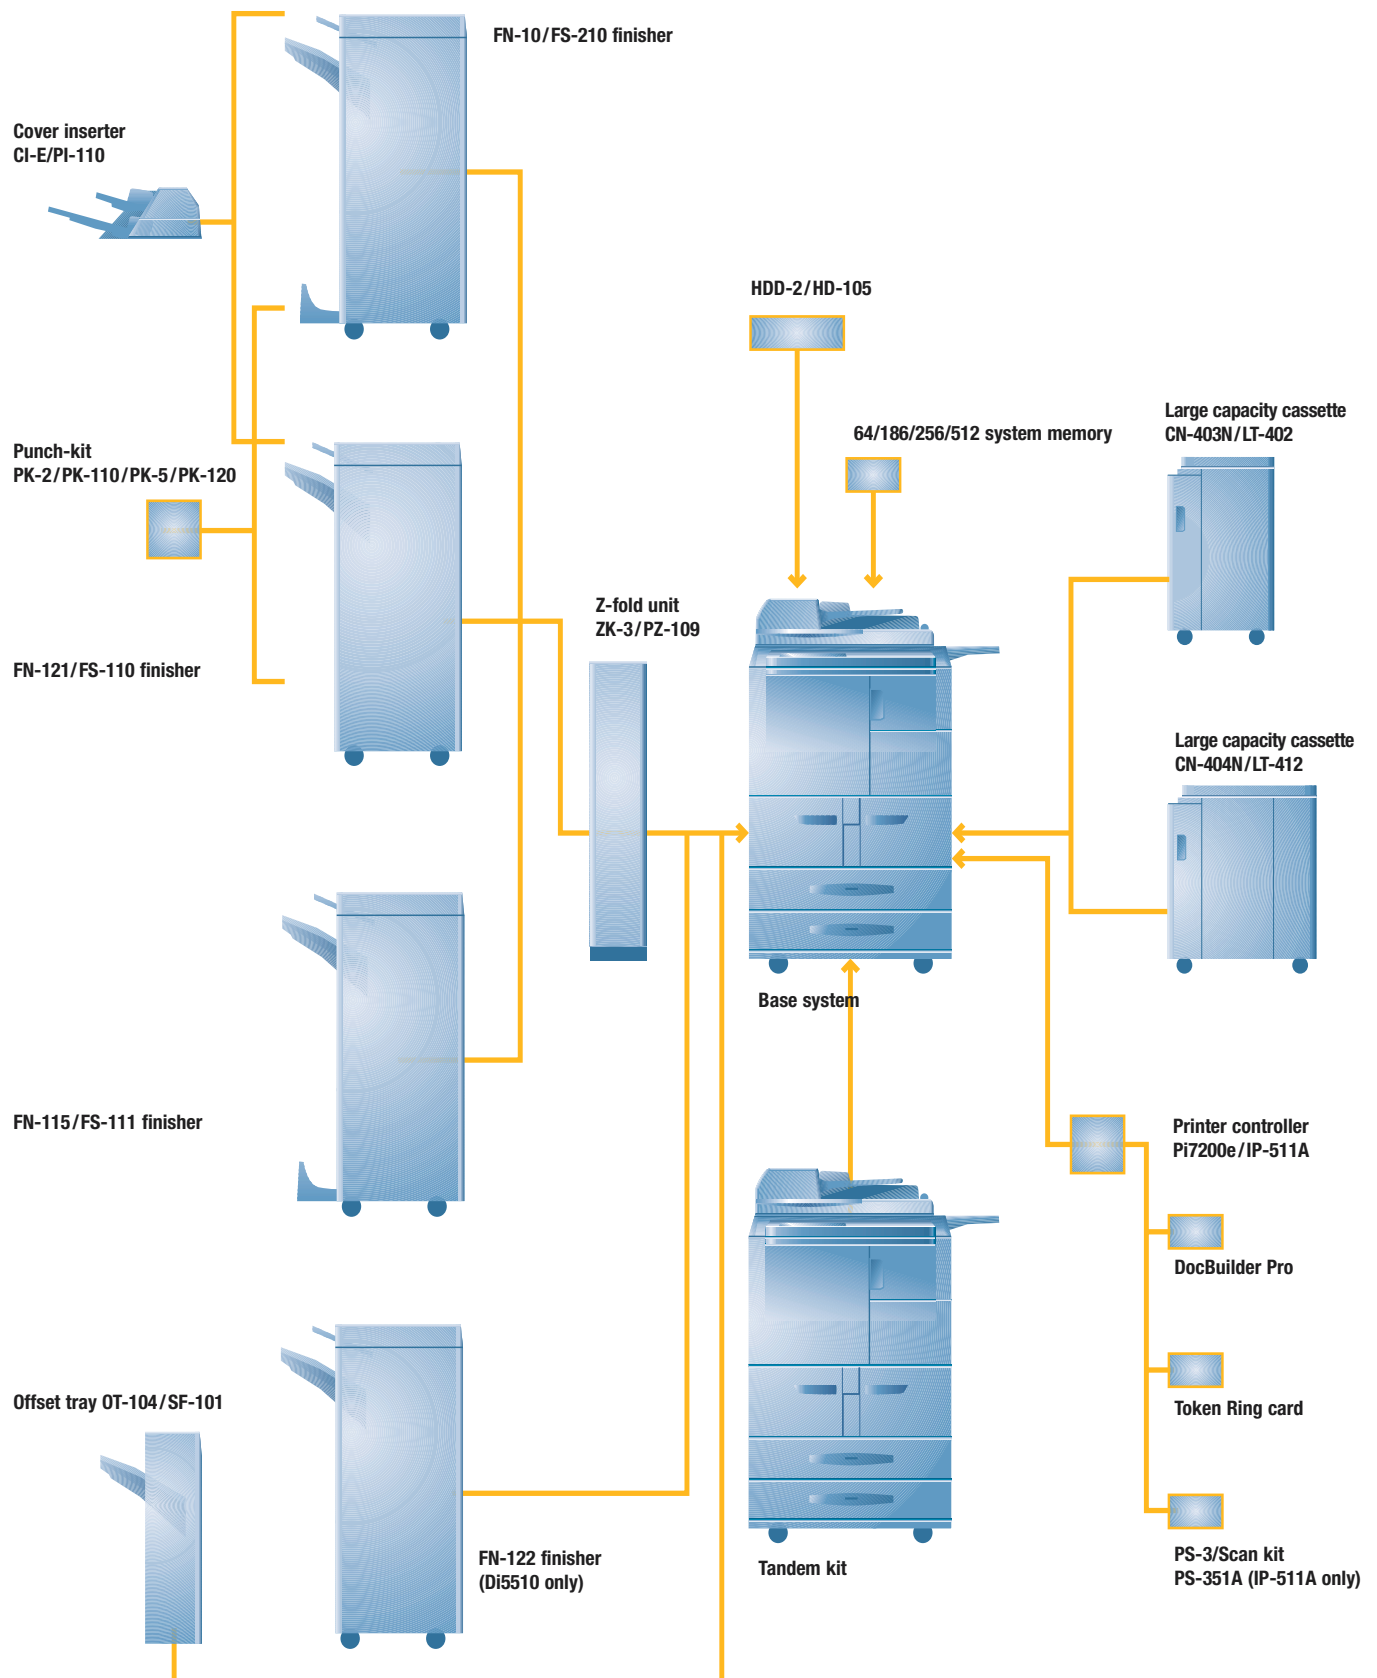 FN-10/FS-210 finisher
Cover inserter
CI-E/PI-110
HDD-2/HD-105
64/186/256/512 system memory
Large capacity cassette
CN-403N/LT-402
Punch-kit
PK-2/PK-110/PK-5/PK-120
Z-fold unit
ZK-3/PZ-109
FN-121/FS-110 finisher
Large capacity cassette
CN-404N/LT-412
Base system
FN-115/FS-111 finisher
Printer controller
Pi7200e/IP-511A
DocBuilder Pro
Offset tray OT-104/SF-101
Token Ring card
FN-122 finisher
(Di5510 only)
Tandem kit
PS-3/Scan kit
PS-351A (IP-511A only)